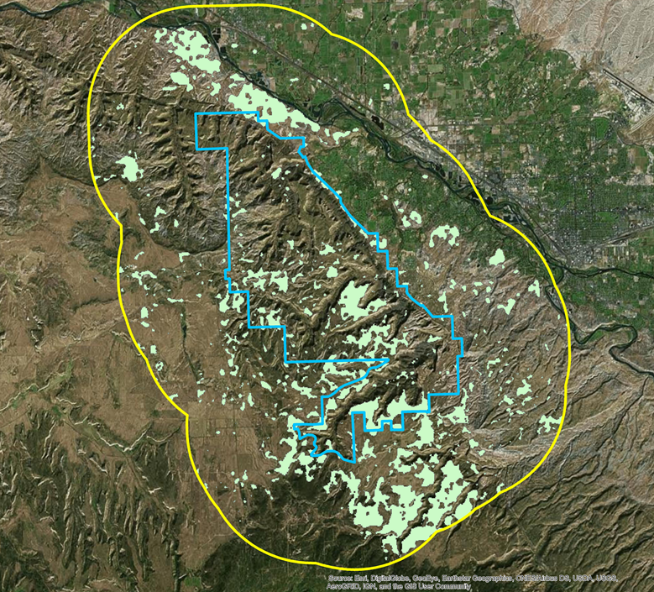 Source: Esri, DigitalGlobe, GeoEye, Earthstar Geographics, CNES/Airbus DS, USDA, USGS,
AeroGRID, IGN, and the GIS User Community